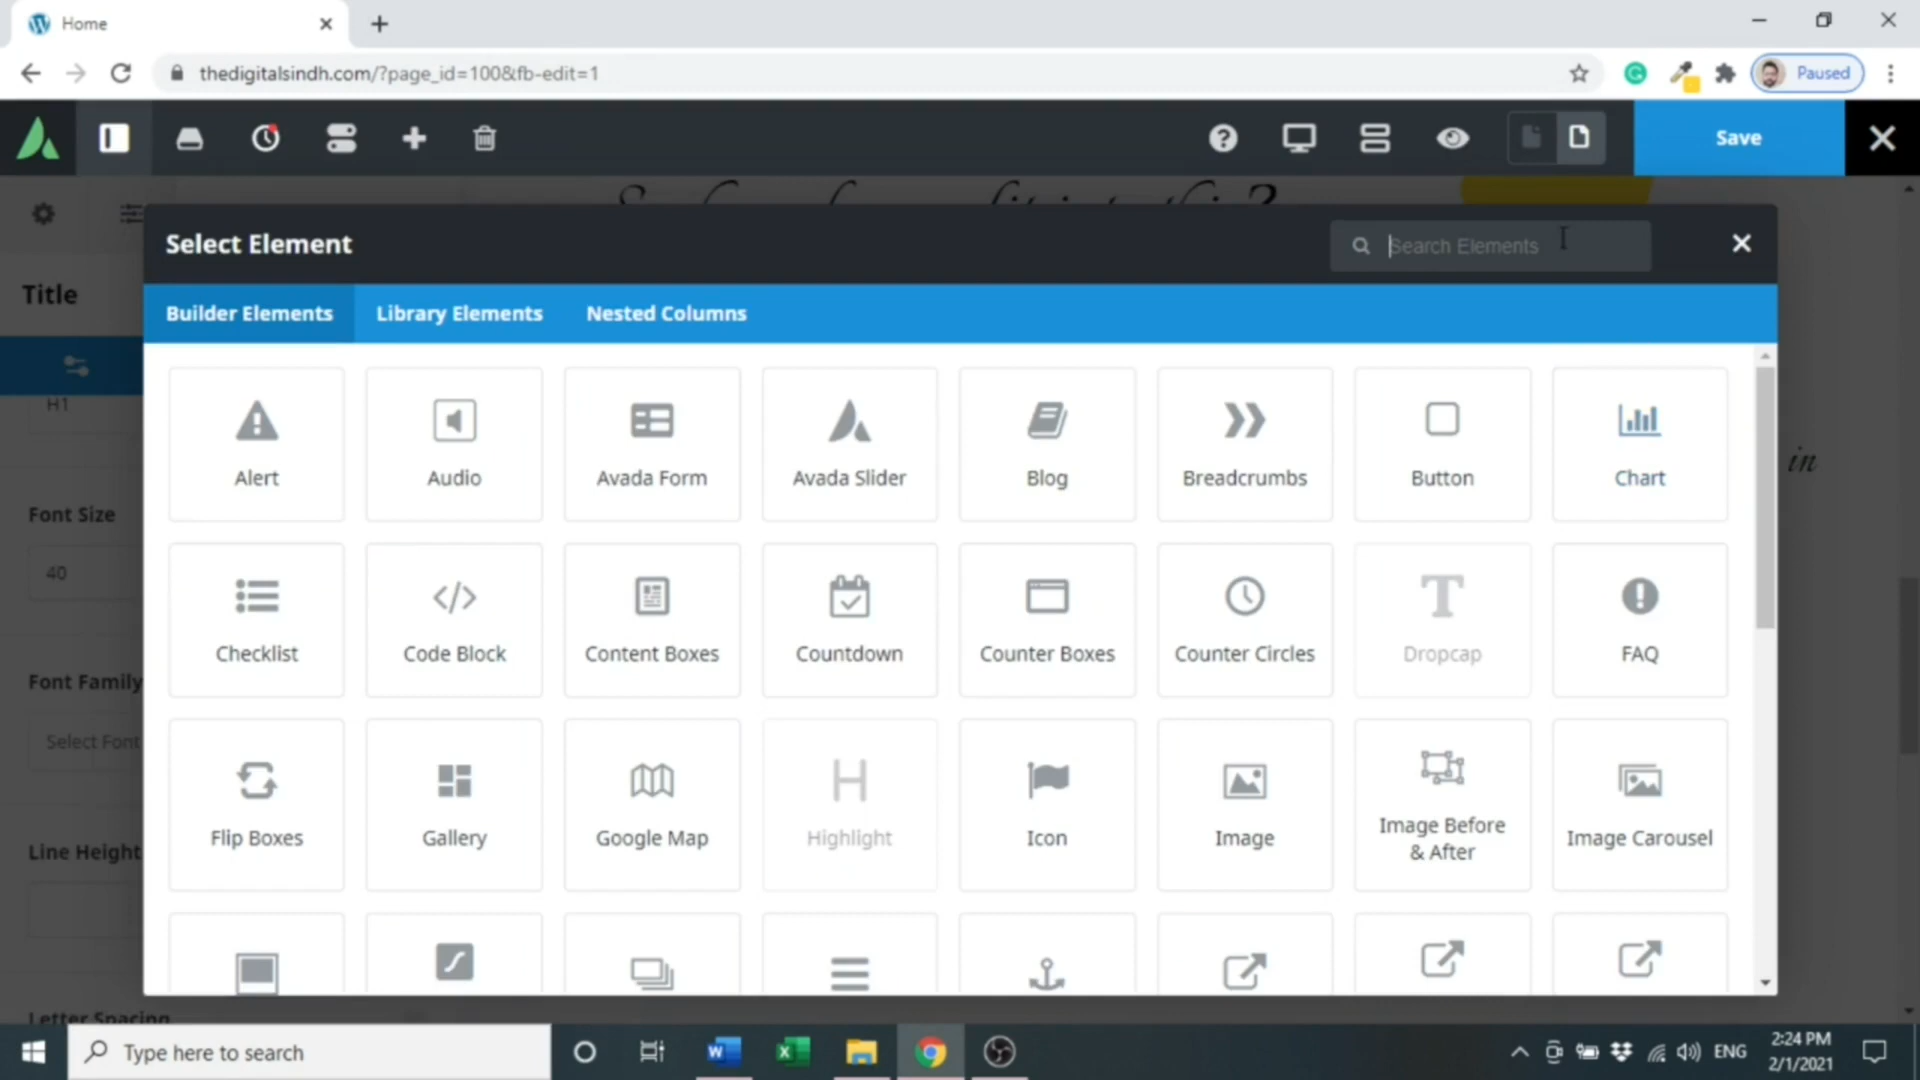 Home
thedigitalsindh.com/?page_id=100&fb-edit=1
Paused
Save
Select Element
Search Elements
Title
Builder Elements
Library Elements
Nested Columns
H1
Alert
Audio
Avada Form
Avada Slider
Blog
Breadcrumbs
Button
Chart
in
Font Size
40
Checklist
Code Block
Content Boxes
Countdown
Counter Boxes
Counter Circles
Dropcap
FAQ
Font Family
Select Font
Flip Boxes
Gallery
Google Map
Highlight
Icon
Image
Image Before
& After
Image Carousel
Line Height
Letter Spacing
Type here to search
ENG
2:24 PM
2/1/2021